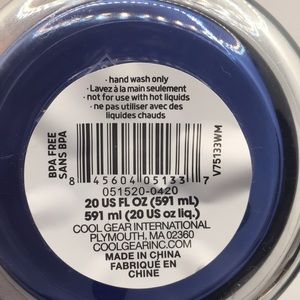 · hand wash only
· Lavez à la main seulement
· not for use with hot liquids
· ne pas utiliser avec des
liquides chauds
BPA FREE
SANS BPA
V75133WM
8 45604 05133 7
051520-0420
20 US FL OZ (591 ml)
591 ml (20 US oz liq.)
COOL GEAR INTERNATIONAL
PLYMOUTH, MA 02360
COOLGEARINC.COM
MADE IN CHINA
FABRIQUÉ EN
CHINE